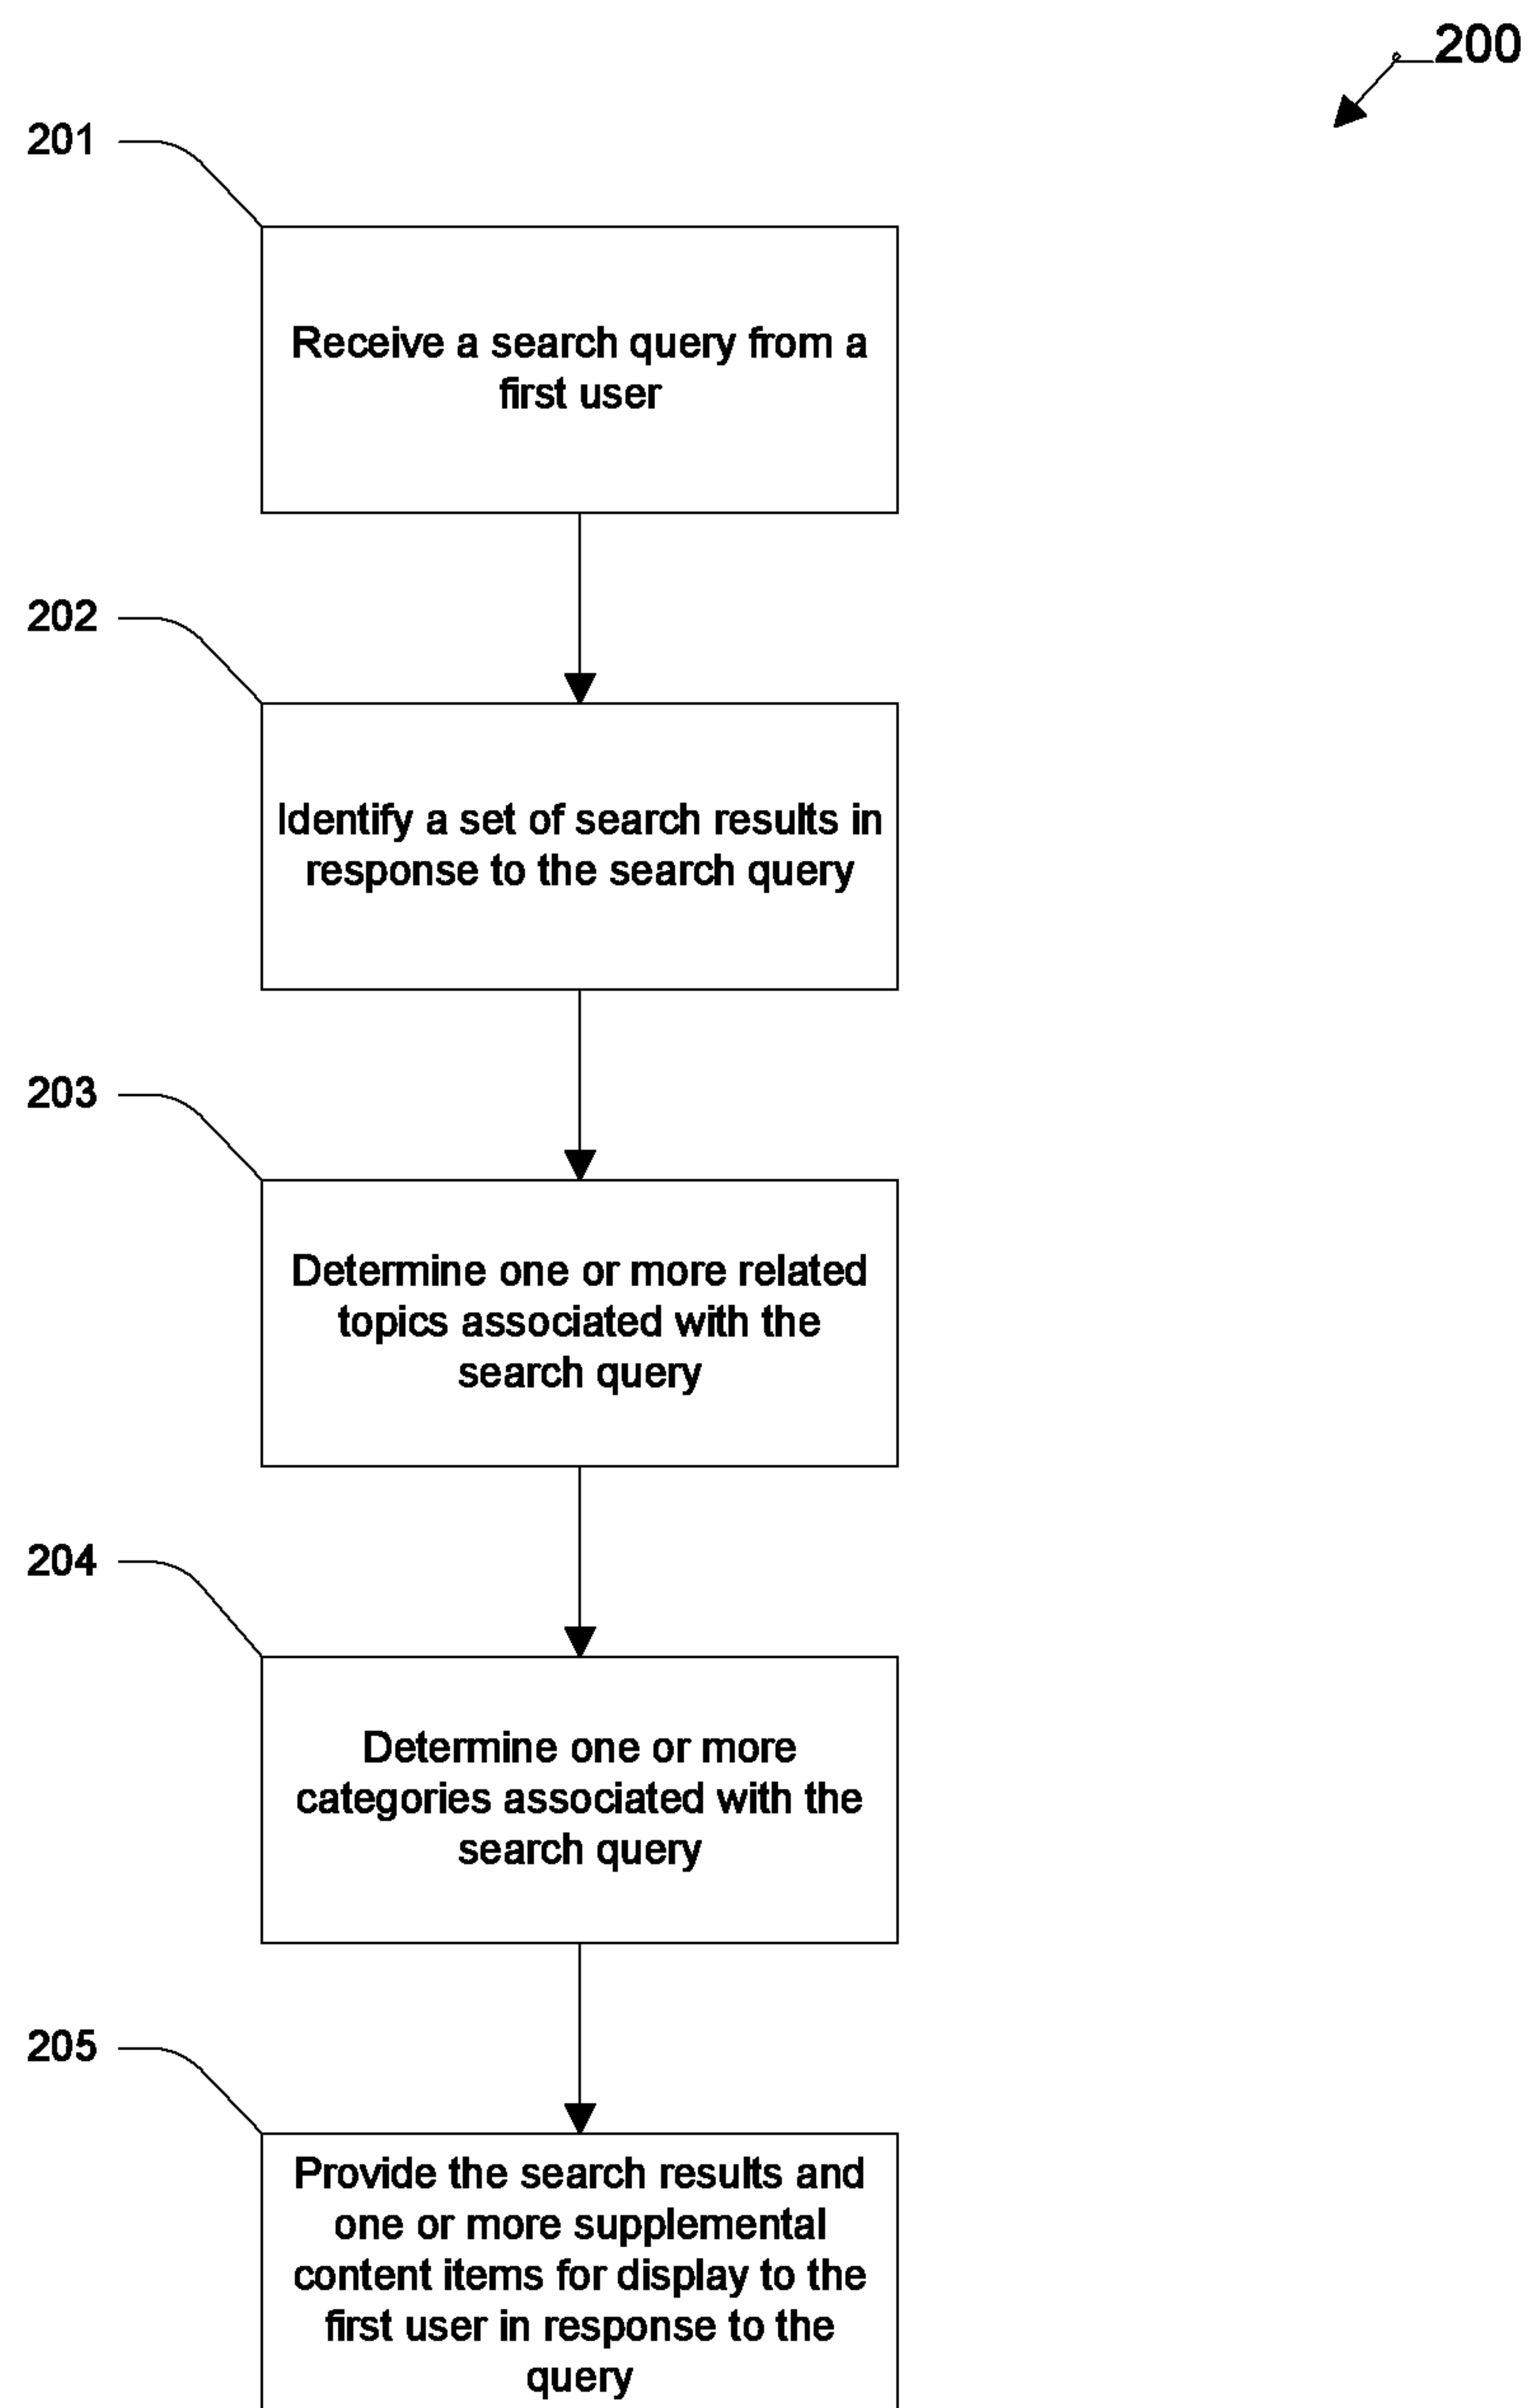 200
201
Receive a search query from a
first user
202
Identify a set of search results in
response to the search query
203
Determine one or more related
topics associated with the
search query
204
Determine one or more
categories associated with the
search query
205
Provide the search results and
one or more supplemental
content items for display to the
first user in response to the
query